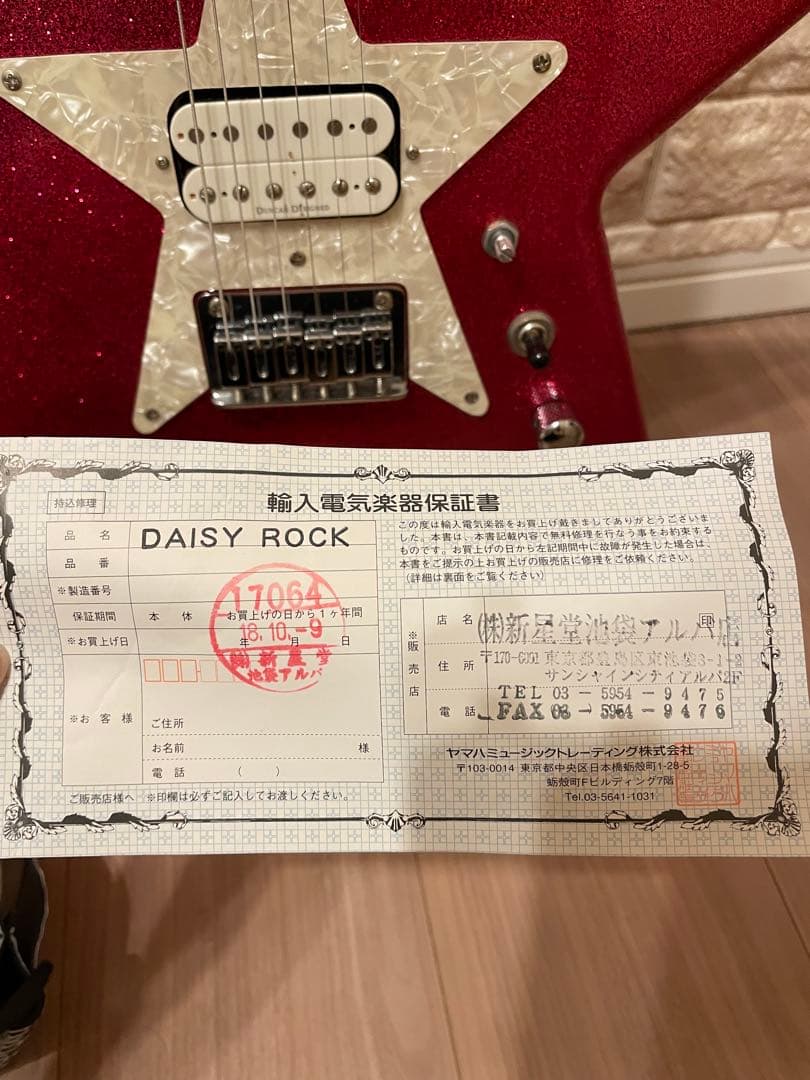 DUNCAN DESIGNED
輸入電気楽器保証書
持込修理
品 名 DAISY ROCK
品 番
※製造番号
保証期間 本 体 お買上げの日から1ヶ年間
※お買上げ日 年 月 日
17064
18.10.-9
㈱新星堂
池袋アルパ
※お客様
ご住所
お名前 様
電 話 ( )
ご販売店様へ ※印欄は必ずご記入してお渡しください。
この度は輸入電気楽器をお買上げ戴きましてありがとうございま
した。本書は、本書記載内容で無料修理を行なう事をお約束する
ものです。お買上げの日から左記期間中に故障が発生した場合は、
本書をご提示の上お買上げの販売店に修理をご依頼ください。
(詳細は裏面をご覧ください)
※販売店
店 名 ㈱新星堂池袋アルパ店 印
住 所 〒170-6051 東京都豊島区東池袋3-1-2
サンシャインシティアルパ2F
電 話 TEL 03-5954-9475
FAX 03-5954-9476
ヤマハミュージックトレーディング株式会社
〒103-0014 東京都中央区日本橋蛎殻町1-28-5
蛎殻町Fビルディング7階
Tel.03-5641-1031